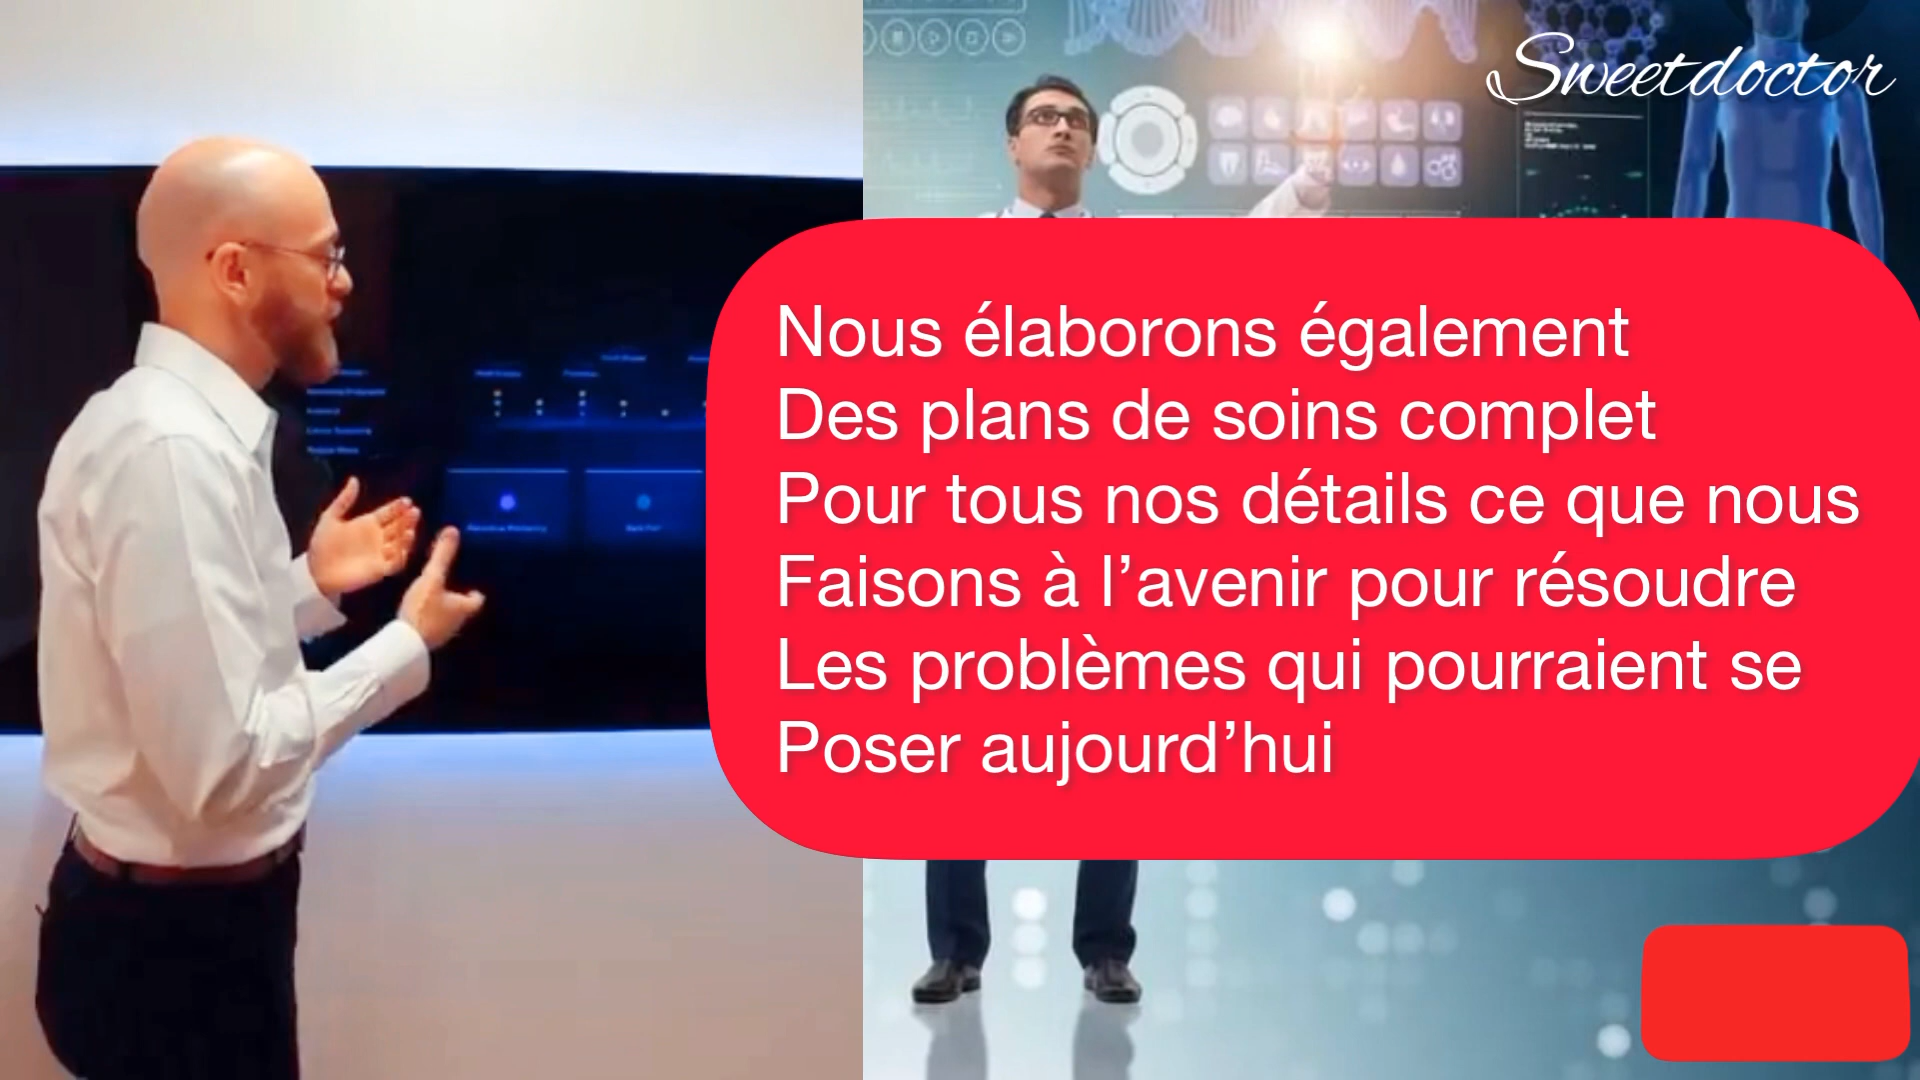 Sweetdoctor
Nous élaborons également
Des plans de soins complet
Pour tous nos détails ce que nous
Faisons à l’avenir pour résoudre
Les problèmes qui pourraient se
Poser aujourd’hui